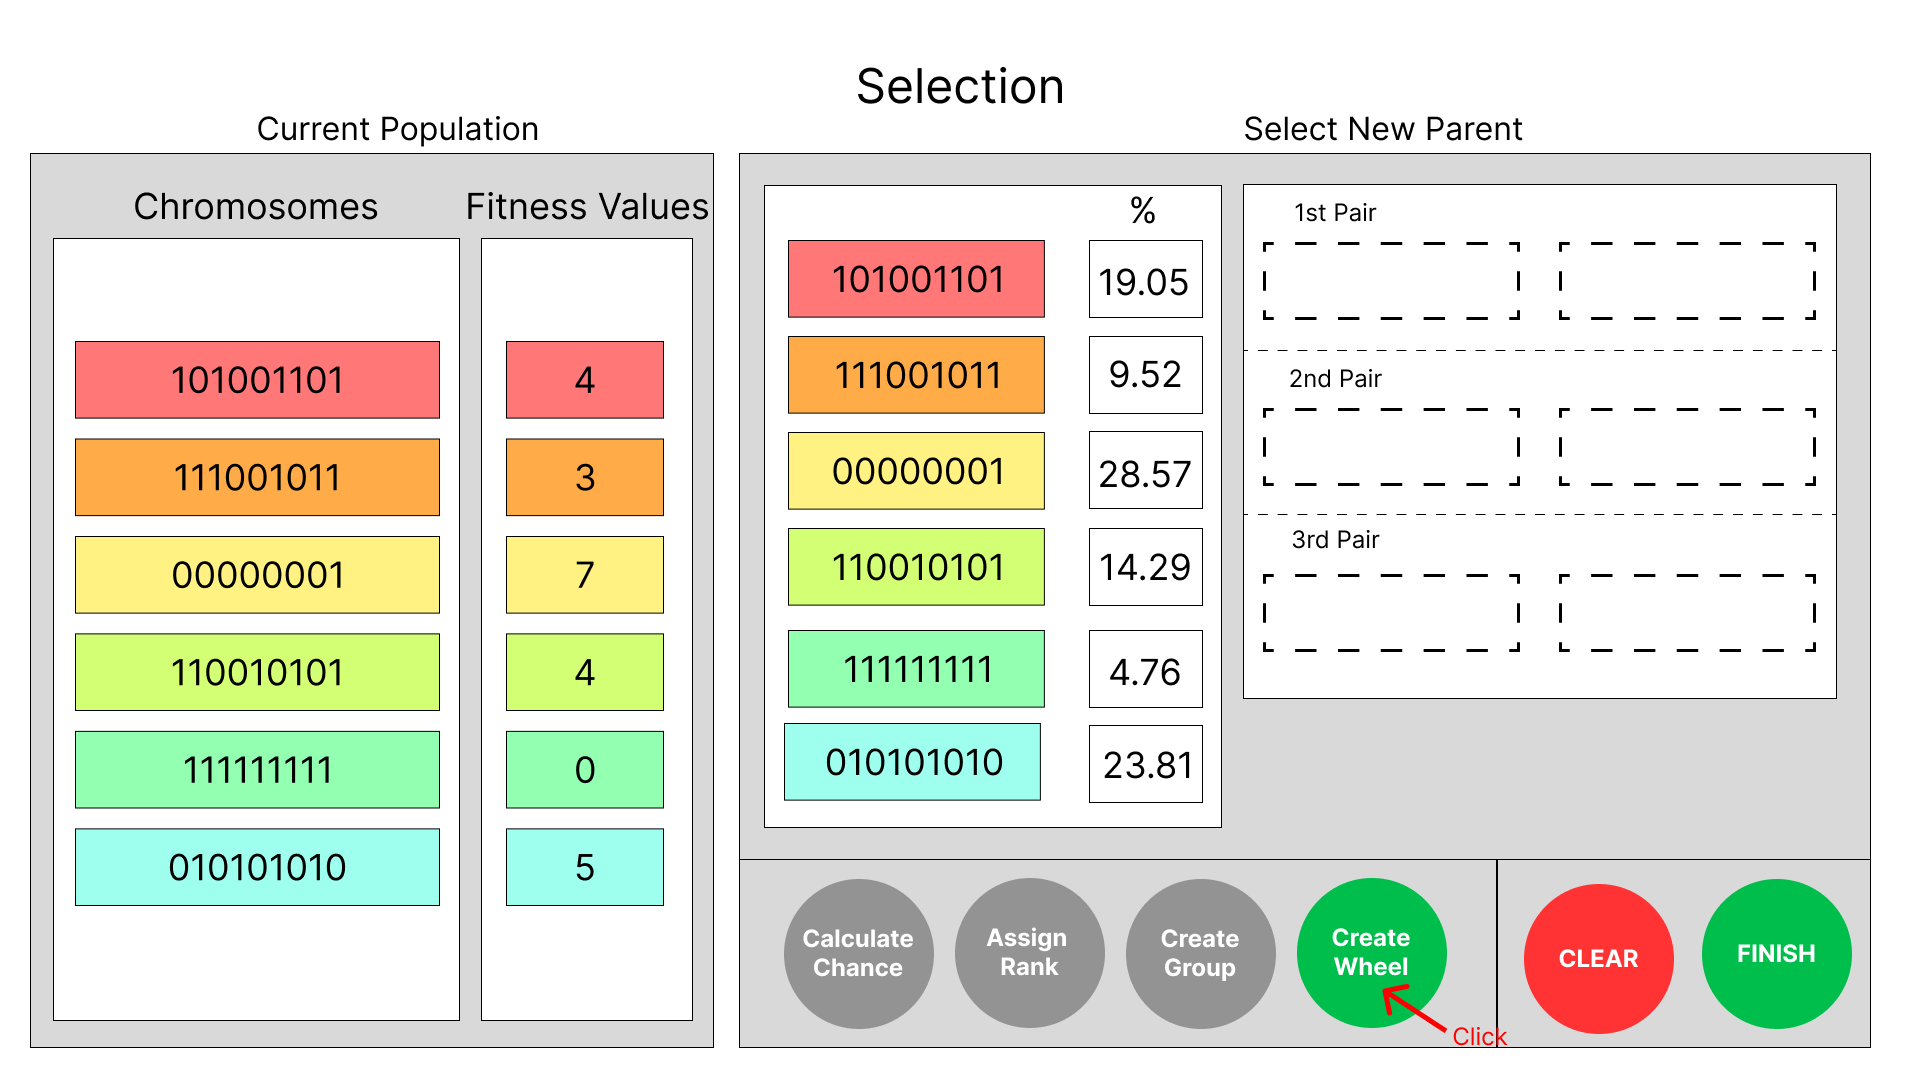 Selection
Current Population
Chromosomes Fitness Values
101001101 4
111001011 3
00000001 7
110010101 4
111111111 0
010101010 5
Select New Parent
%
101001101 19.05
111001011 9.52
00000001 28.57
110010101 14.29
111111111 4.76
010101010 23.81
1st Pair
2nd Pair
3rd Pair
Calculate
Chance
Assign
Rank
Create
Group
Create
Wheel
Click
CLEAR
FINISH